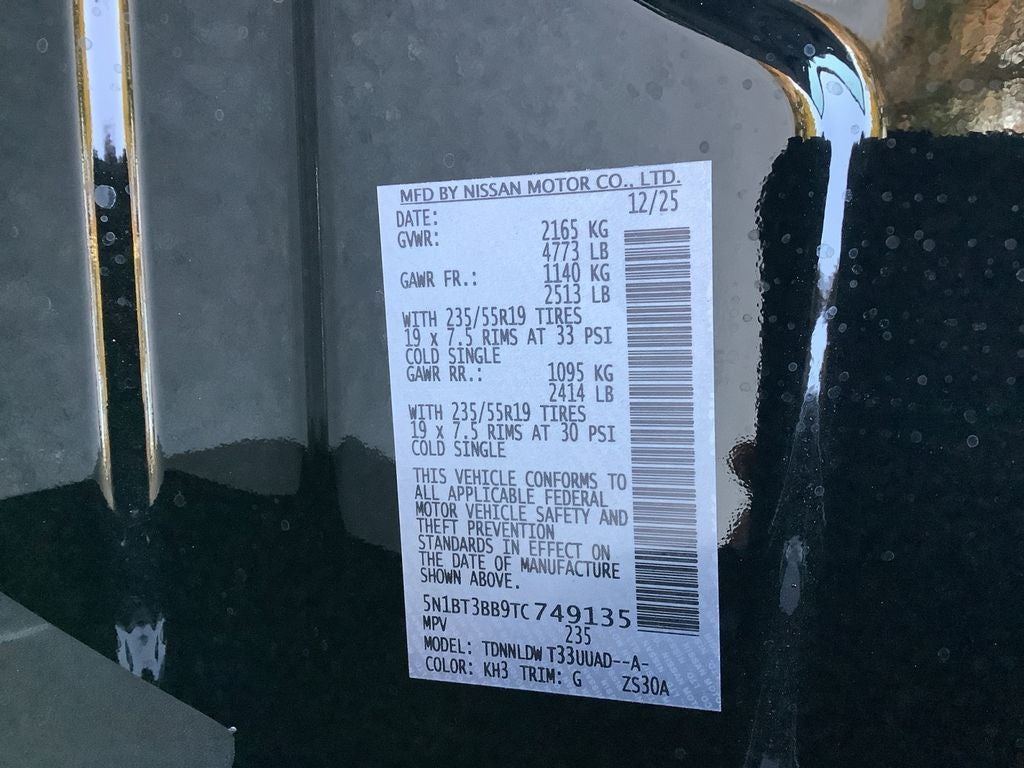 MFD BY NISSAN MOTOR CO., LTD.
DATE: 12/25
GVWR: 2165 KG
4773 LB
GAWR FR.: 1140 KG
2513 LB
WITH 235/55R19 TIRES
19 x 7.5 RIMS AT 33 PSI
COLD SINGLE
GAWR RR.: 1095 KG
2414 LB
WITH 235/55R19 TIRES
19 x 7.5 RIMS AT 30 PSI
COLD SINGLE
THIS VEHICLE CONFORMS TO
ALL APPLICABLE FEDERAL
MOTOR VEHICLE SAFETY AND
THEFT PREVENTION
STANDARDS IN EFFECT ON
THE DATE OF MANUFACTURE
SHOWN ABOVE.
5N1BT3BB9TC749135
MPV 235
MODEL: TDNNLDW T33UUAD--A-
COLOR: KH3 TRIM: G ZS30A